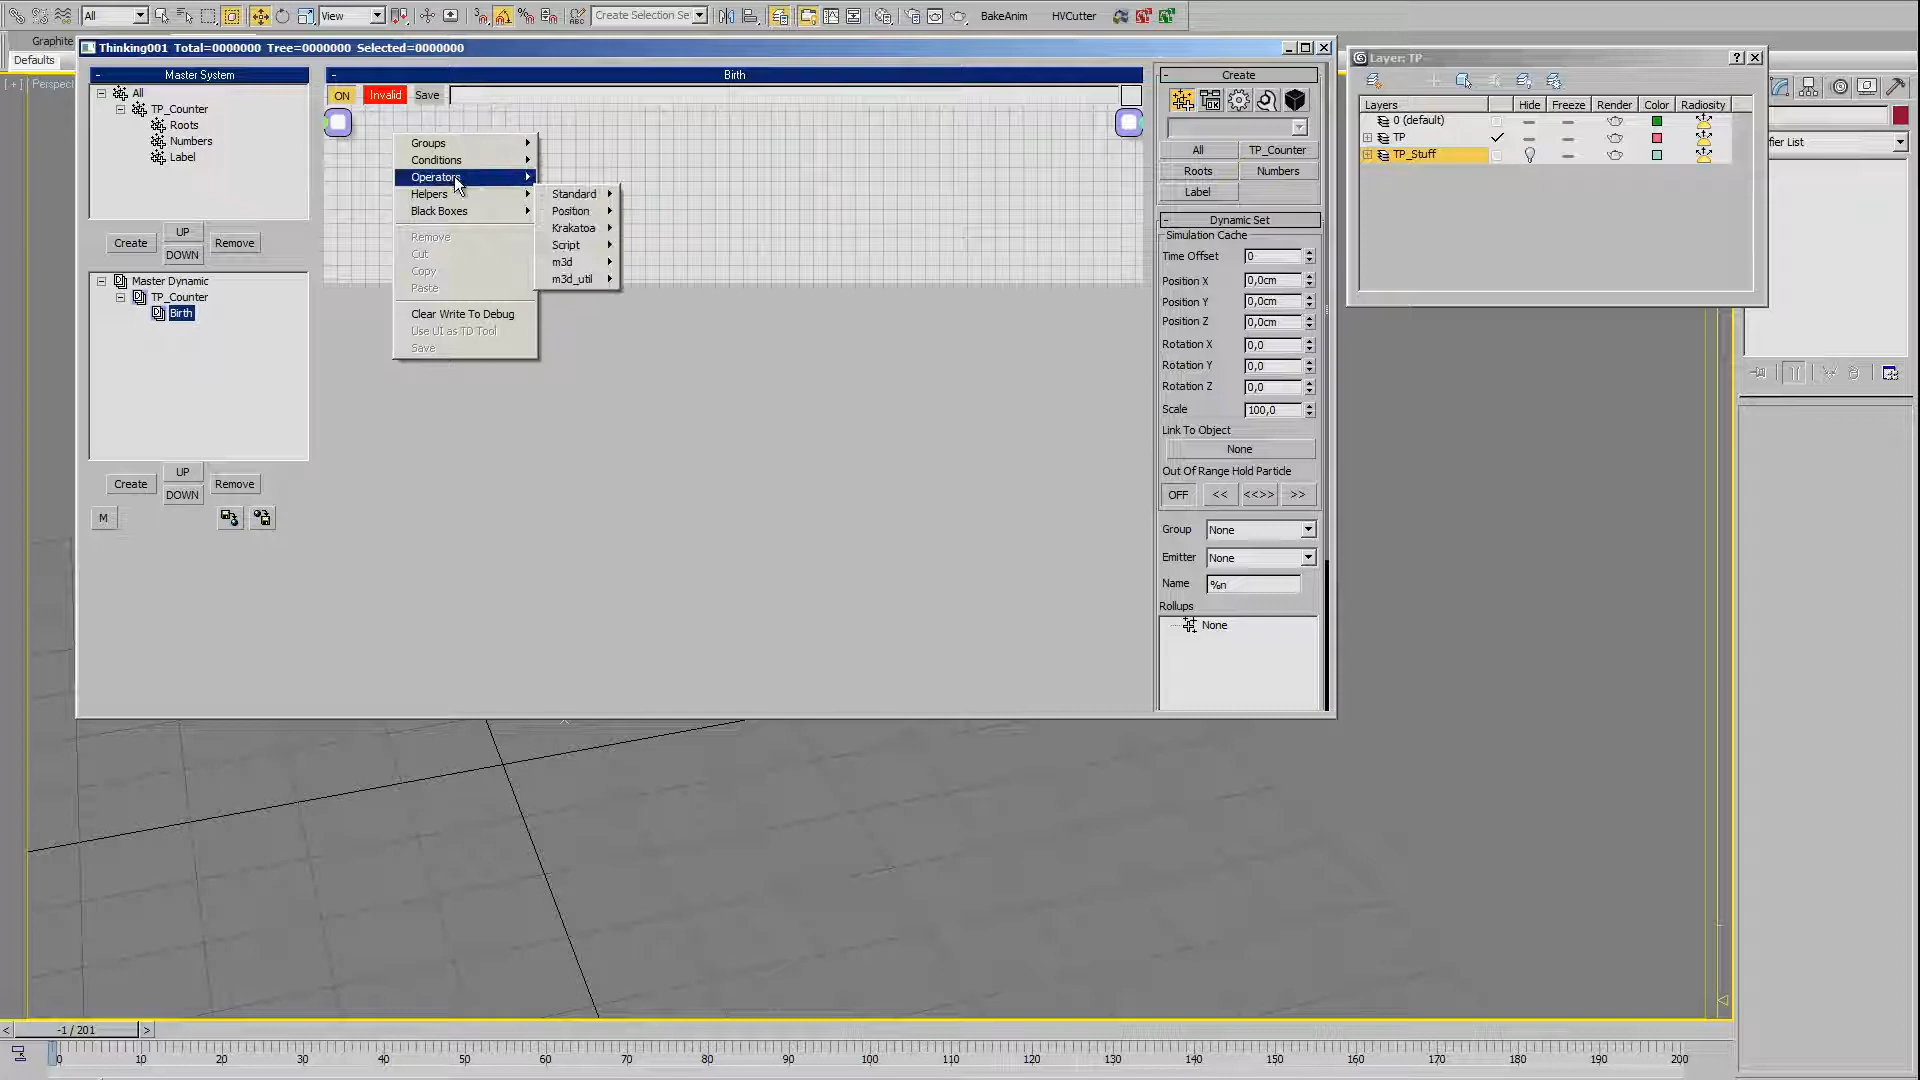 All
View
Create Selection Se
BakeAnim
HVCutter
Graphite
Defaults
[ + ] Perspect
Thinking001 Total=0000000 Tree=0000000 Selected=0000000
- Master System
All
TP_Counter
Roots
Numbers
Label
Create
UP
DOWN
Remove
Master Dynamic
TP_Counter
Birth
Create
UP
DOWN
Remove
M
- Birth
ON
Invalid
Save
Groups
Conditions
Operators
Helpers
Black Boxes
Remove
Cut
Copy
Paste
Clear Write To Debug
Use UI as TD Tool
Save
Standard
Position
Krakatoa
Script
m3d
m3d_util
- Create
All
TP_Counter
Roots
Numbers
Label
- Dynamic Set
Simulation Cache
Time Offset 0
Position X 0,0cm
Position Y 0,0cm
Position Z 0,0cm
Rotation X 0,0
Rotation Y 0,0
Rotation Z 0,0
Scale 100,0
Link To Object
None
Out Of Range Hold Particle
OFF << <<>> >>
Group None
Emitter None
Name %n
Rollups
None
Layer: TP
Layers Hide Freeze Render Color Radiosity
0 (default)
TP
TP_Stuff
fier List
< -1 / 201 >
0 10 20 30 40 50 60 70 80 90 100 110 120 130 140 150 160 170 180 190 200